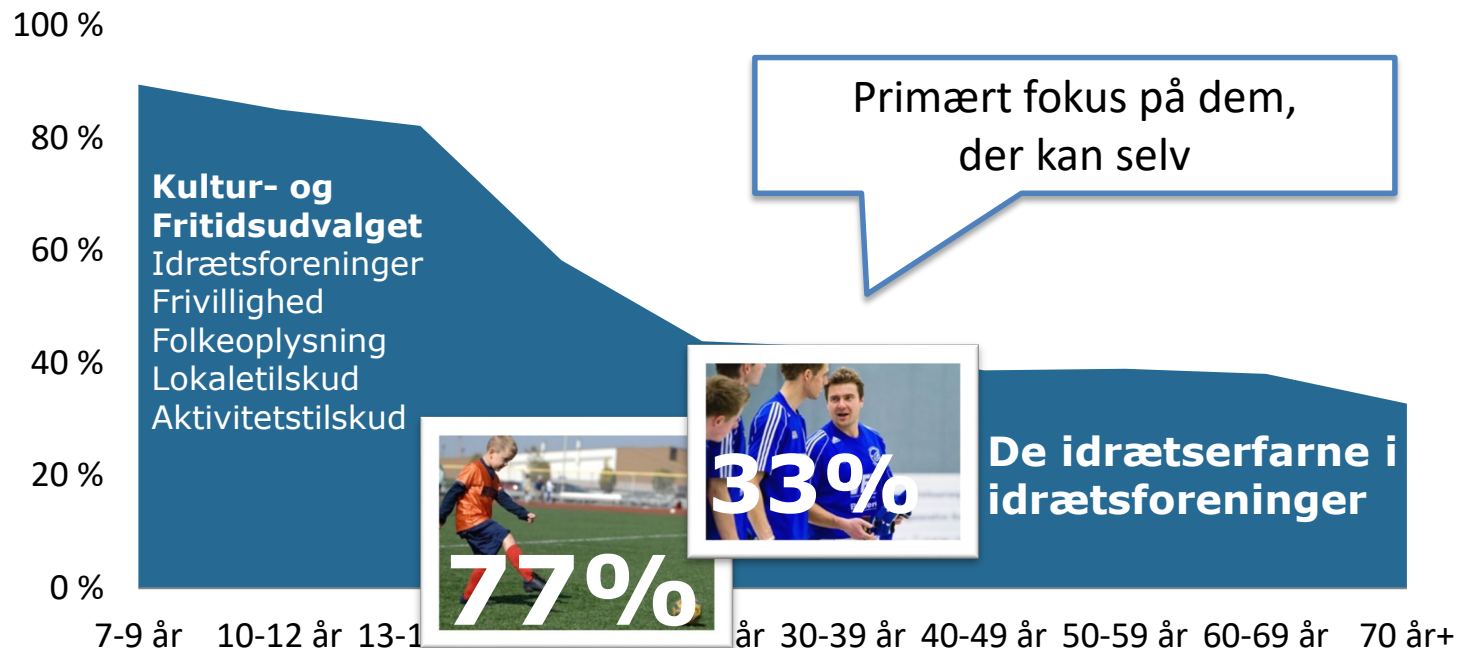 100 %
80 %
60 %
40 %
20 %
0 %
Primært fokus på dem,
der kan selv
Kultur- og
Fritidsudvalget
Idrætsforeninger
Frivillighed
Folkeoplysning
Lokaletilskud
Aktivitetstilskud
33%
77%
De idrætserfarne i
idrætsforeninger
7-9 år 10-12 år 13-1 år 30-39 år 40-49 år 50-59 år 60-69 år 70 år+